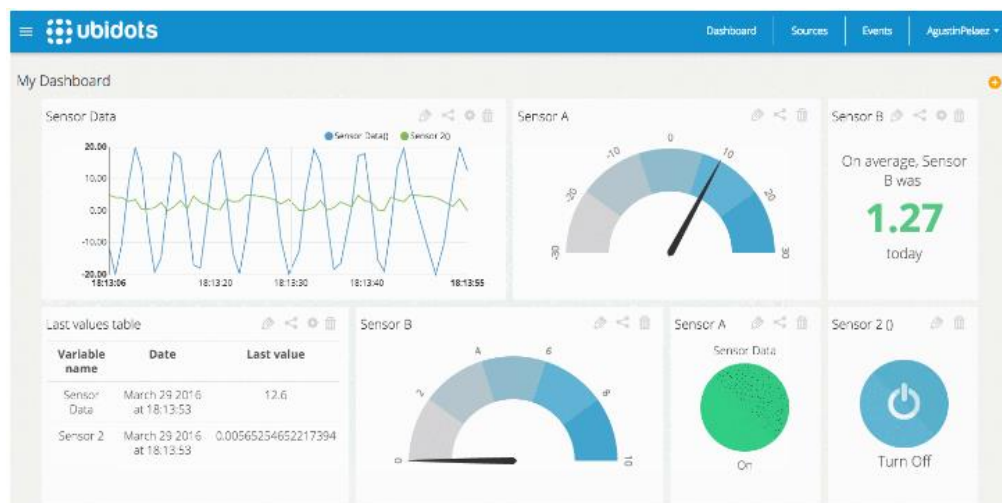 ubidots
Dashboard
Sources
Events
AgustinPelaez
My Dashboard
Sensor Data
Sensor Data()
Sensor 2()
20.00
10.00
0.00
-10.00
-20.00
18:13:06
18:13:20
18:13:30
18:13:40
18:13:55
Sensor A
-30
-20
-10
0
10
20
30
Sensor B
On average, Sensor
B was
1.27
today
Last values table
Variable
name
Date
Last value
Sensor
Data
March 29 2016
at 18:13:53
12.6
Sensor 2
March 29 2016
at 18:13:53
0.00565254652217394
Sensor B
0
2
4
6
8
10
Sensor A
Sensor Data
On
Sensor 2 ()
Turn Off